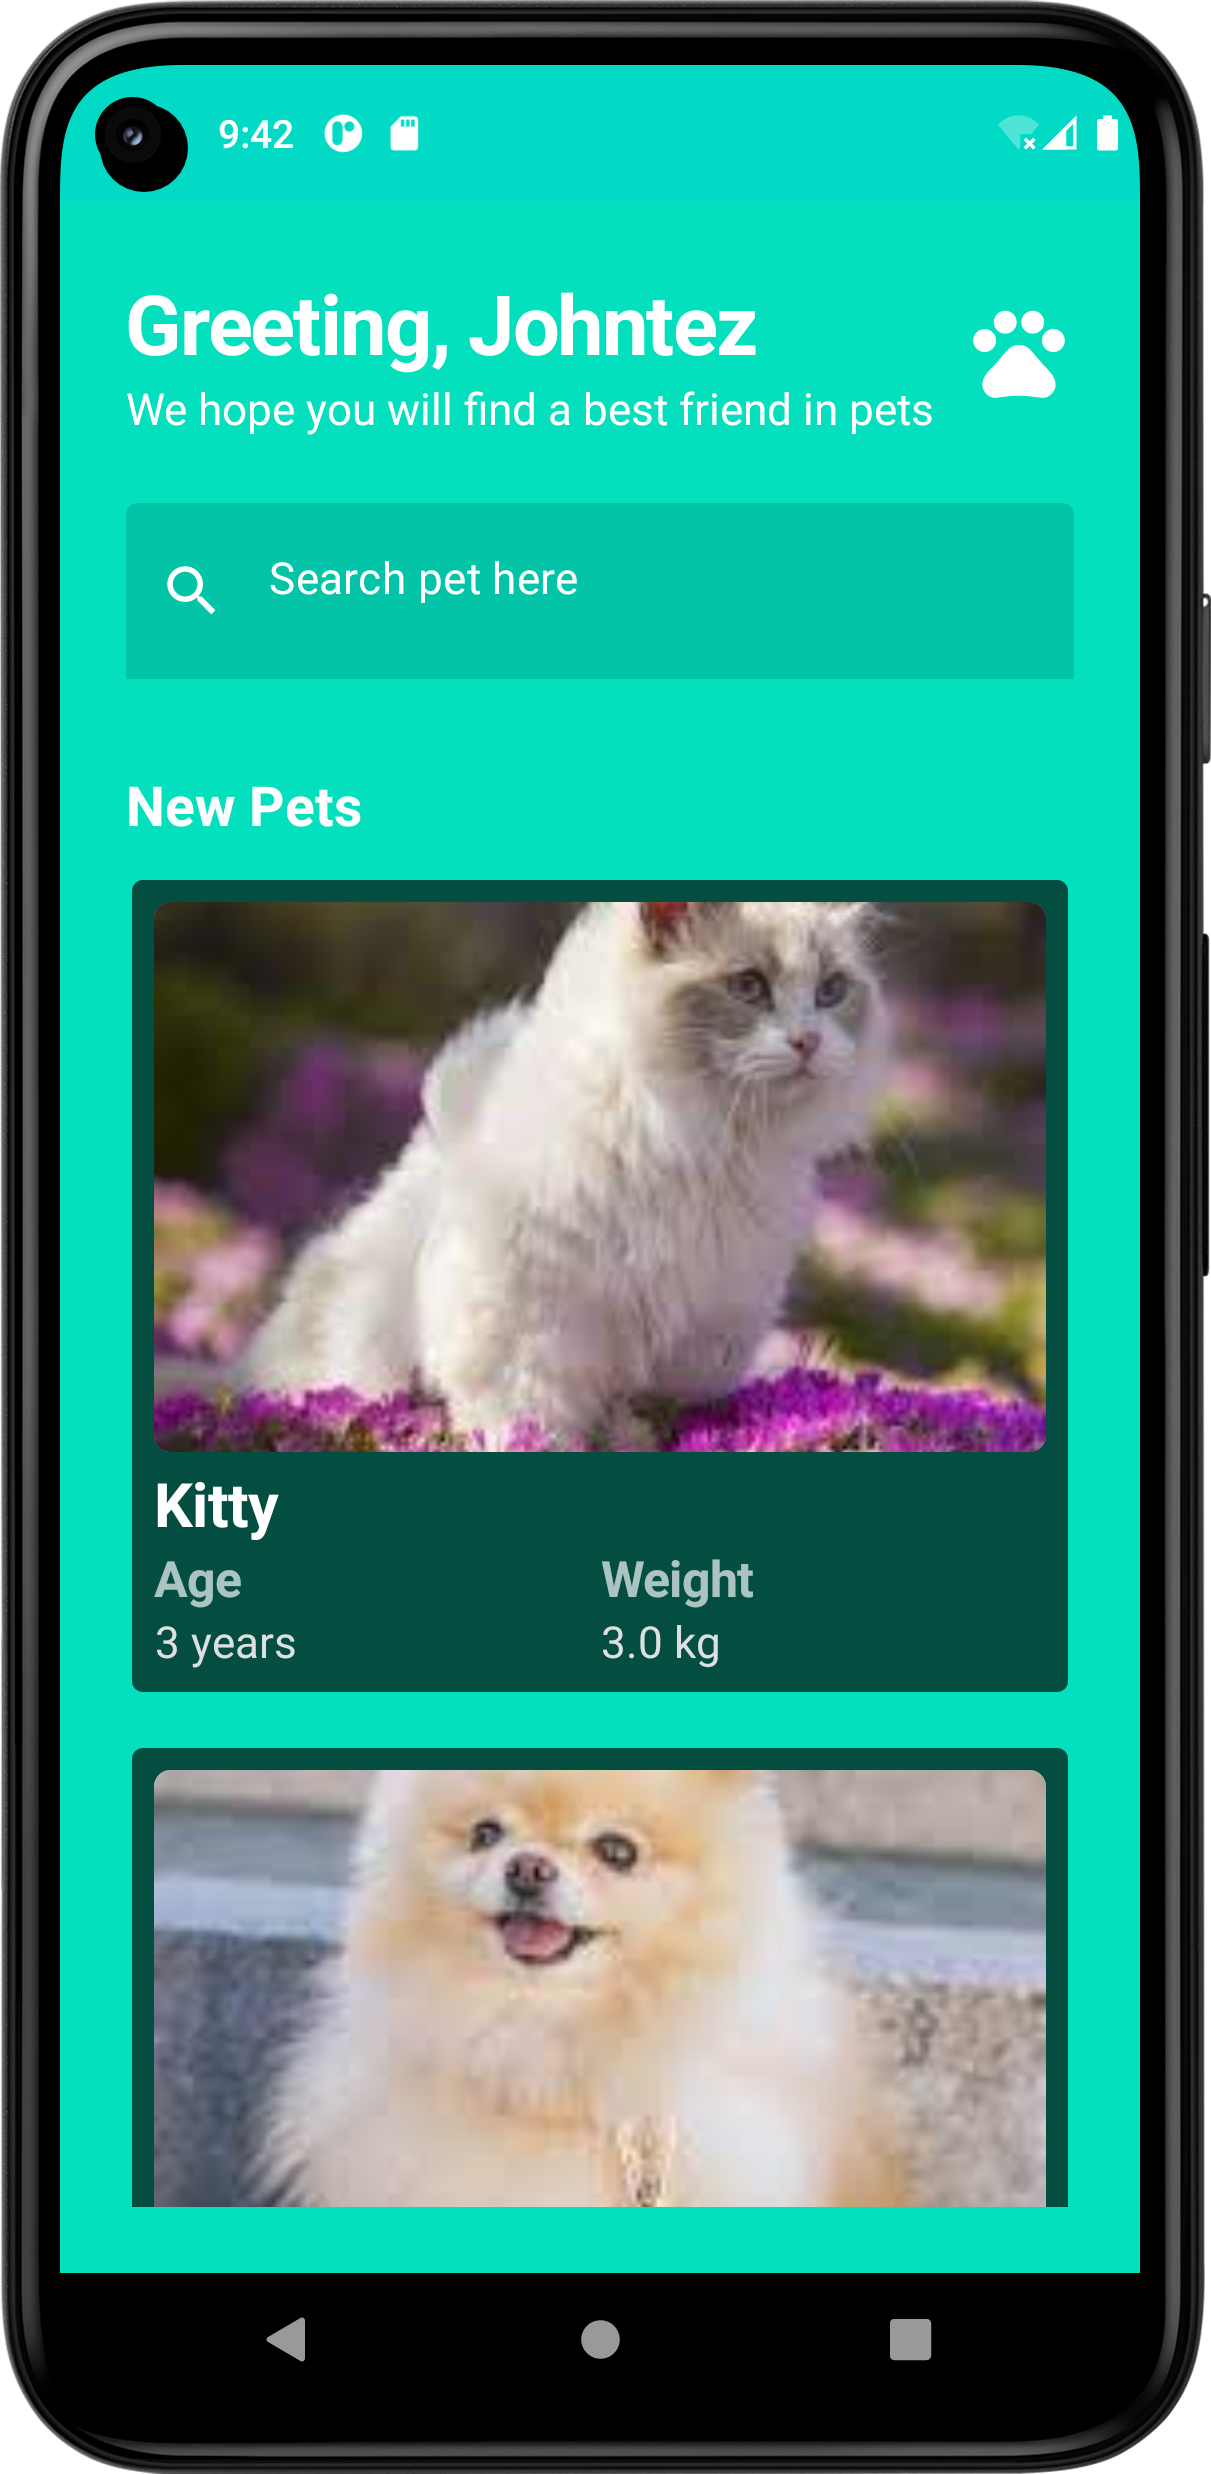 9:42
Greeting, Johntez
We hope you will find a best friend in pets
Search pet here
New Pets
Kitty
Age Weight
3 years 3.0 kg